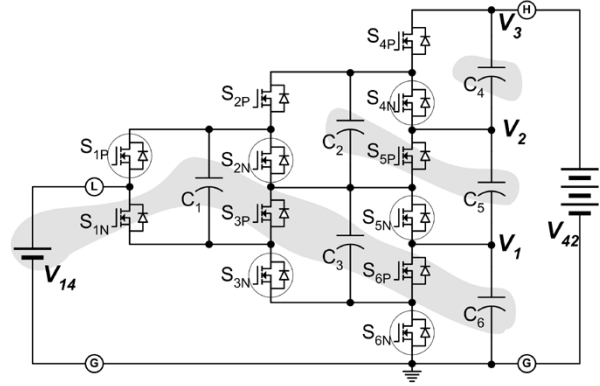 H
V3
S4P
C4
S2P
S4N
V2
S1P
S2N
C2
S5P
L
C1
C5
S1N
S3P
S5N
V42
V1
V14
C3
S3N
S6P
C6
S6N
G
G